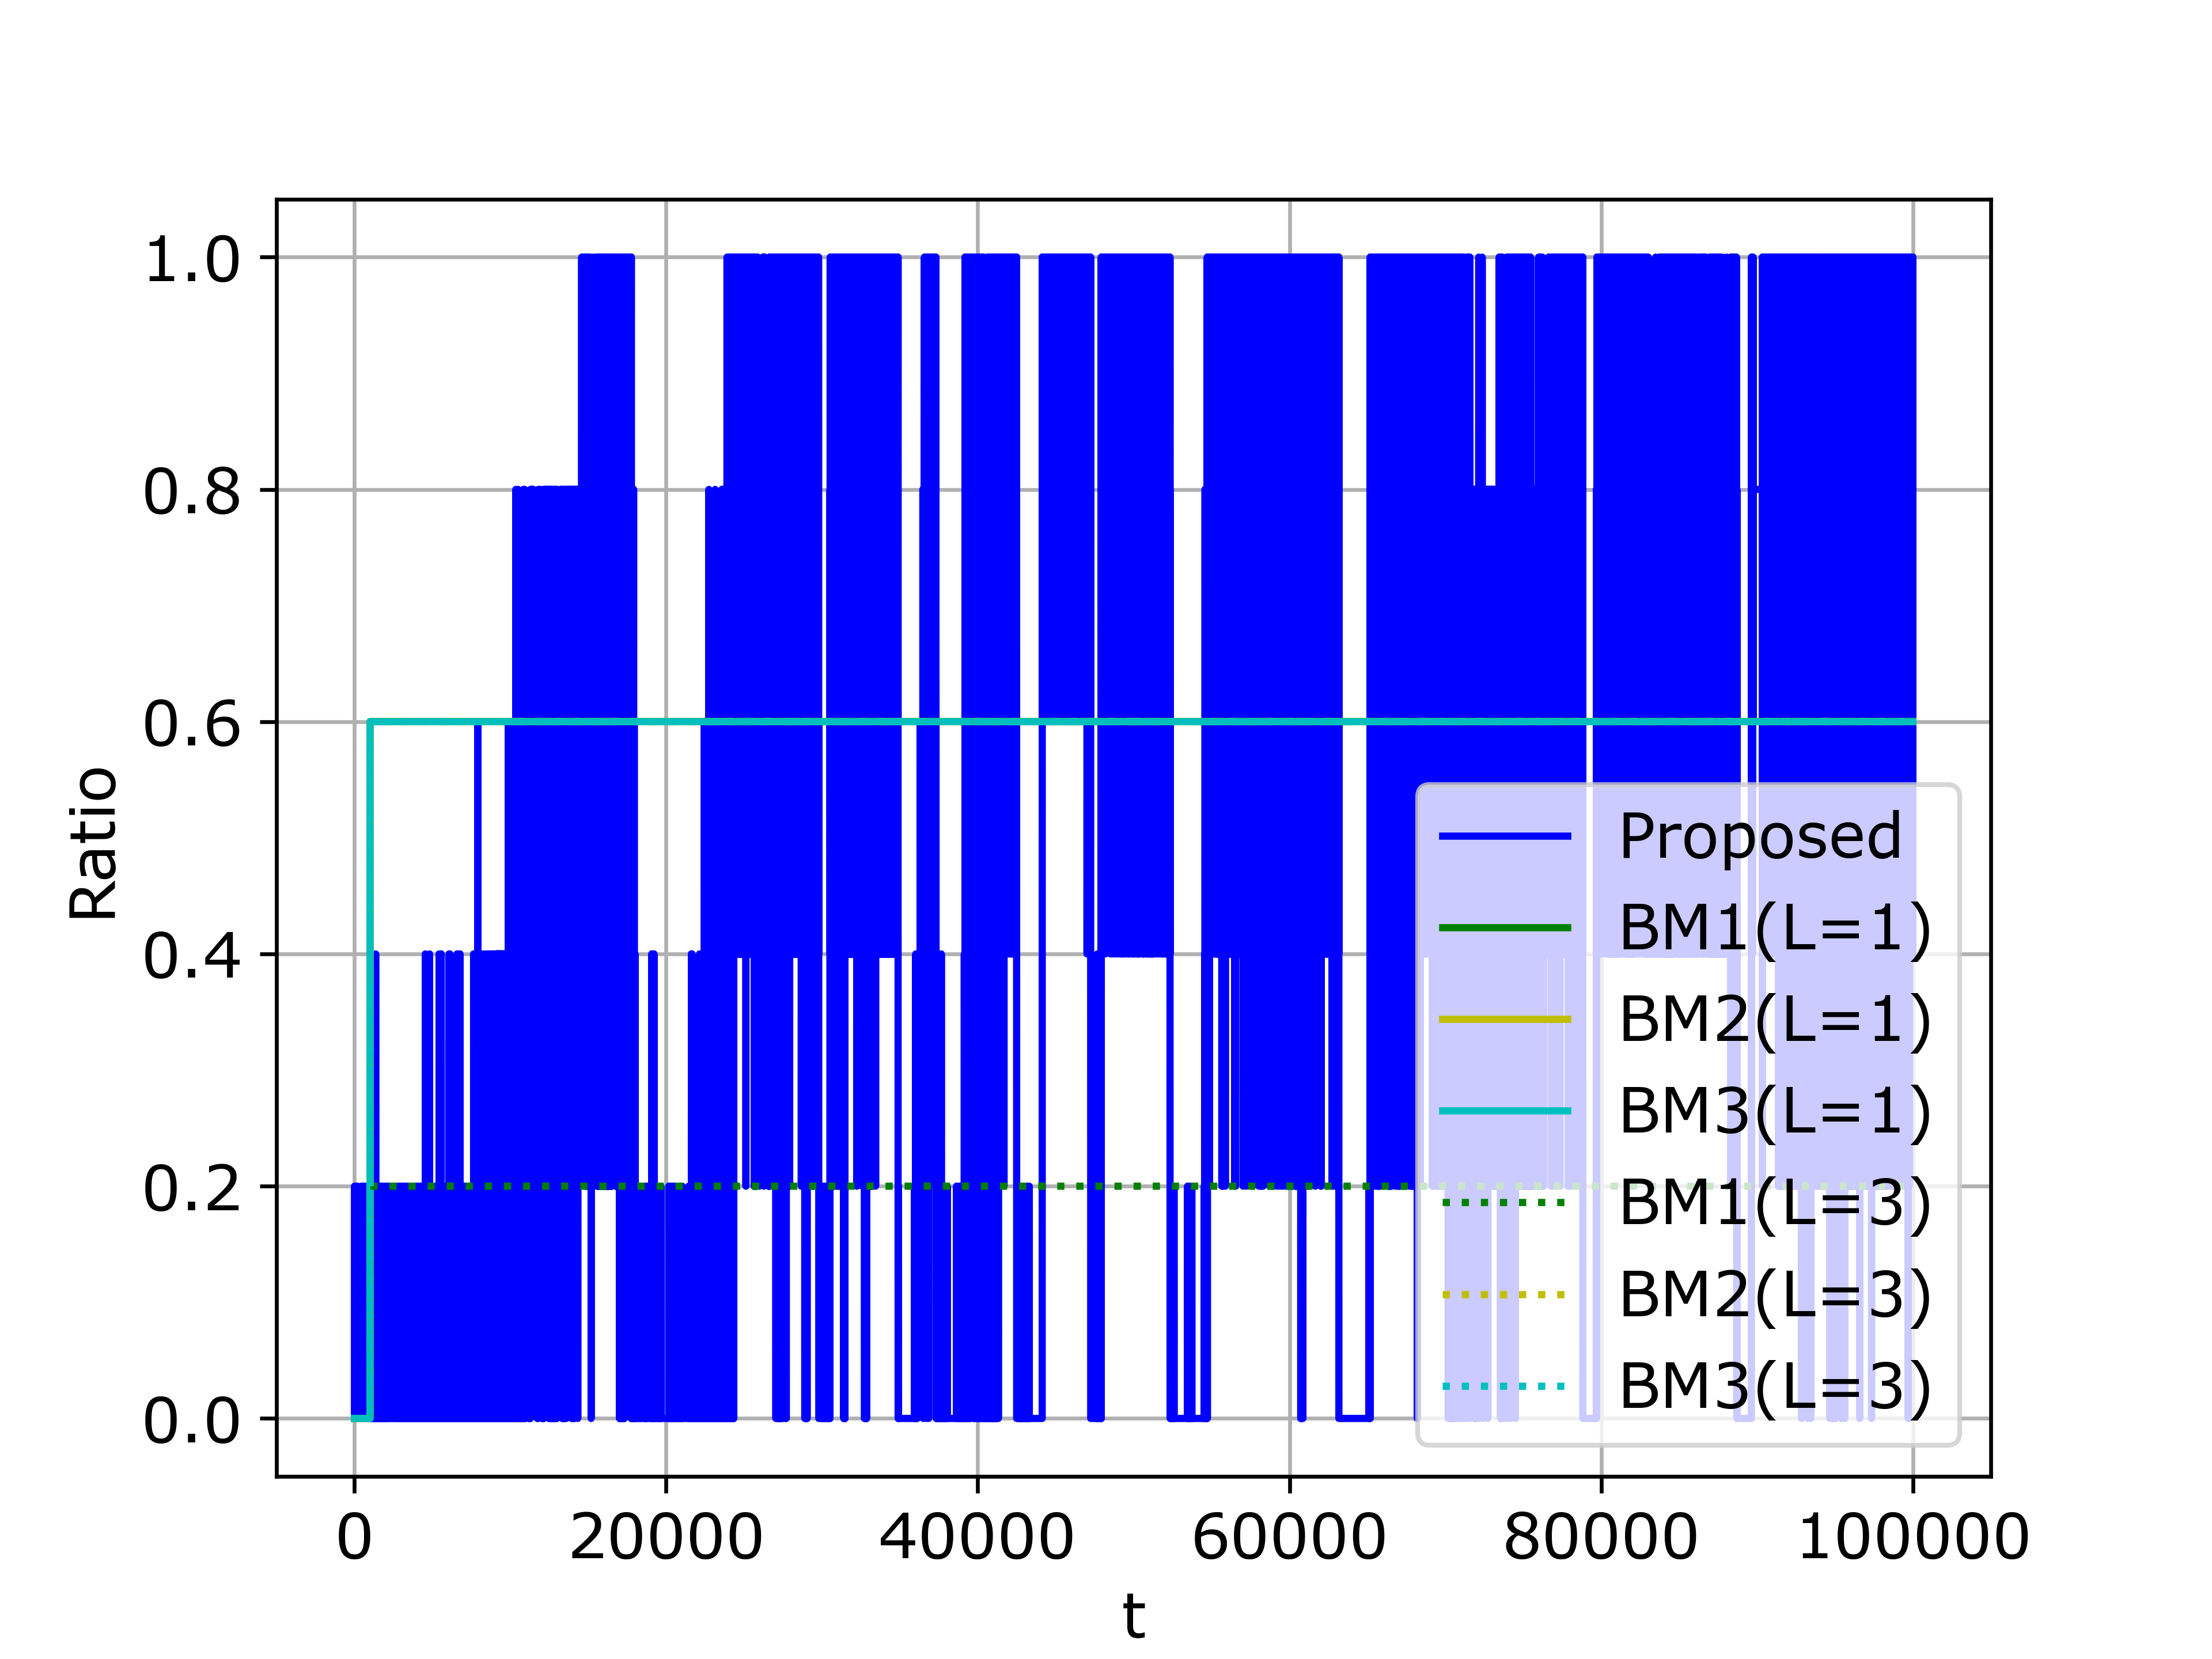 1.0
0.8
0.6
0.4
0.2
0.0
Ratio
Proposed
BM1(L=1)
BM2(L=1)
BM3(L=1)
BM1(L=3)
BM2(L=3)
BM3(L=3)
0 20000 40000 60000 80000 100000
t